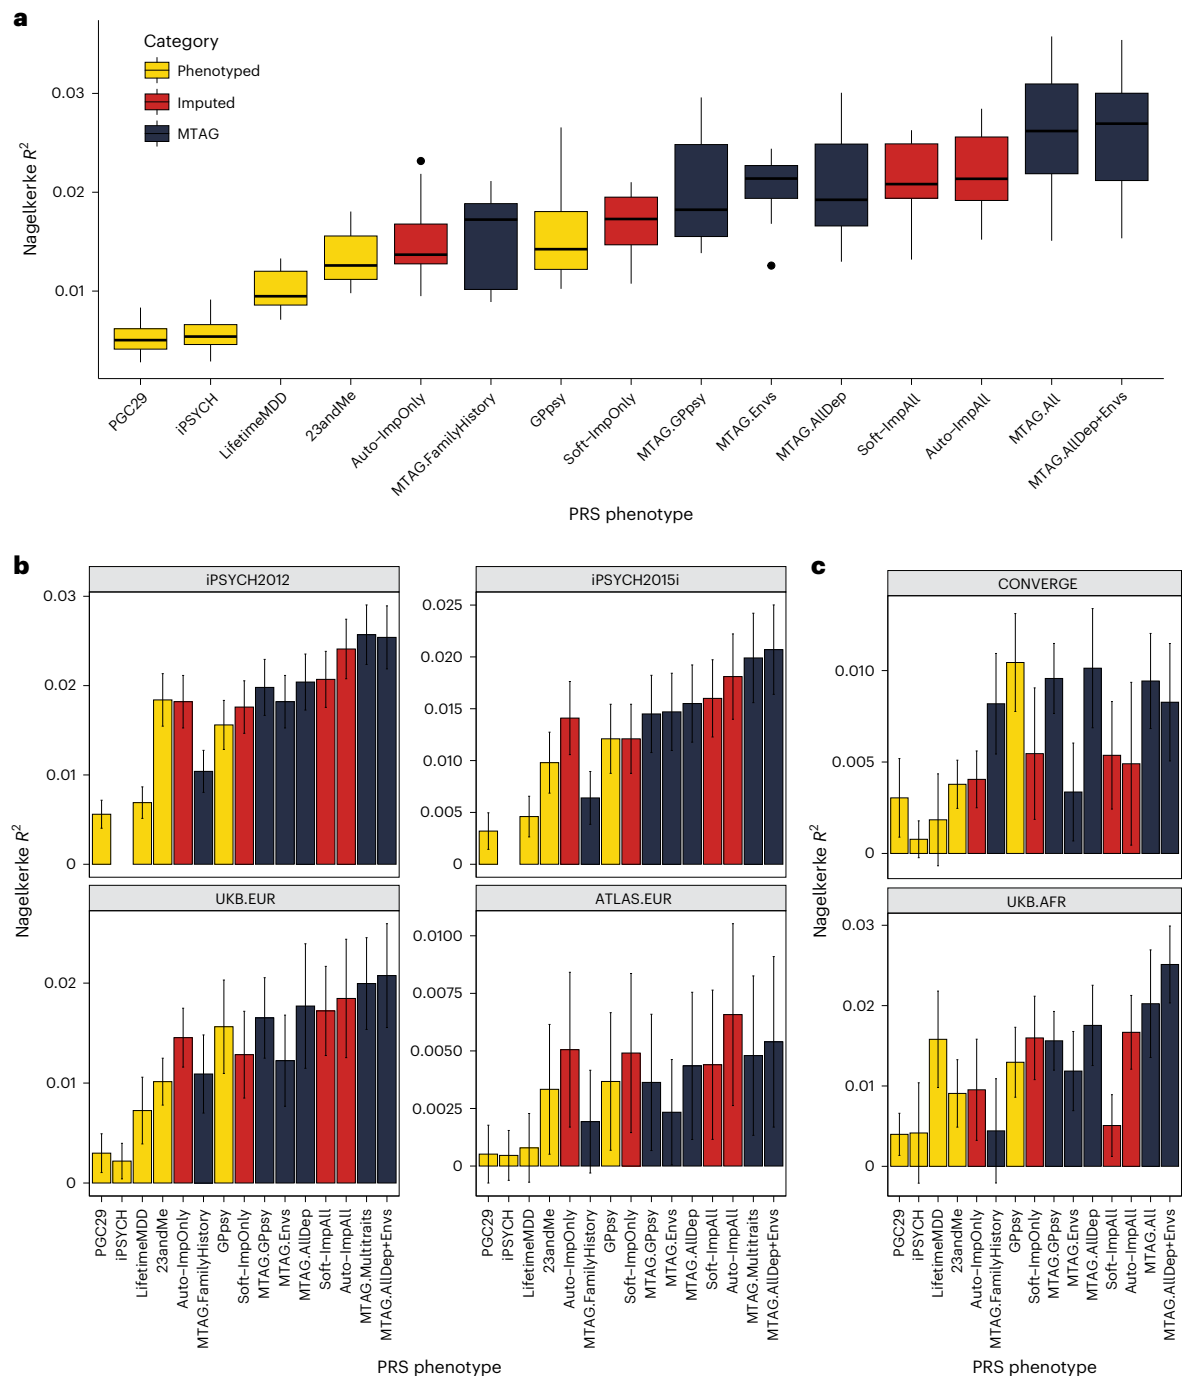 a
Category
Phenotyped
Imputed
MTAG
0.03
0.02
0.01
Nagelkerke R²
PGC29
iPSYCH
LifetimeMDD
23andMe
Auto–ImpOnly
MTAG.FamilyHistory
GPpsy
Soft–ImpOnly
MTAG.GPpsy
MTAG.Envs
MTAG.AllDep
Soft–ImpAll
Auto–ImpAll
MTAG.All
MTAG.AllDep+Envs
PRS phenotype
b
iPSYCH2012
0.03
0.02
0.01
0
iPSYCH2015i
0.025
0.020
0.015
0.010
0.005
0
Nagelkerke R²
UKB.EUR
0.02
0.01
0
ATLAS.EUR
0.0100
0.0075
0.0050
0.0025
0
PGC29
iPSYCH
LifetimeMDD
23andMe
Auto–ImpOnly
MTAG.FamilyHistory
GPpsy
Soft–ImpOnly
MTAG.GPpsy
MTAG.Envs
MTAG.AllDep
Soft–ImpAll
Auto–ImpAll
MTAG.Multitraits
MTAG.AllDep+Envs
PGC29
iPSYCH
LifetimeMDD
23andMe
Auto–ImpOnly
MTAG.FamilyHistory
GPpsy
Soft–ImpOnly
MTAG.GPpsy
MTAG.Envs
MTAG.AllDep
Soft–ImpAll
Auto–ImpAll
MTAG.Multitraits
MTAG.AllDep+Envs
PRS phenotype
c
CONVERGE
0.010
0.005
0
Nagelkerke R²
UKB.AFR
0.03
0.02
0.01
0
PGC29
iPSYCH
LifetimeMDD
23andMe
Auto–ImpOnly
MTAG.FamilyHistory
GPpsy
Soft–ImpOnly
MTAG.GPpsy
MTAG.Envs
MTAG.AllDep
Soft–ImpAll
Auto–ImpAll
MTAG.All
MTAG.AllDep+Envs
PRS phenotype